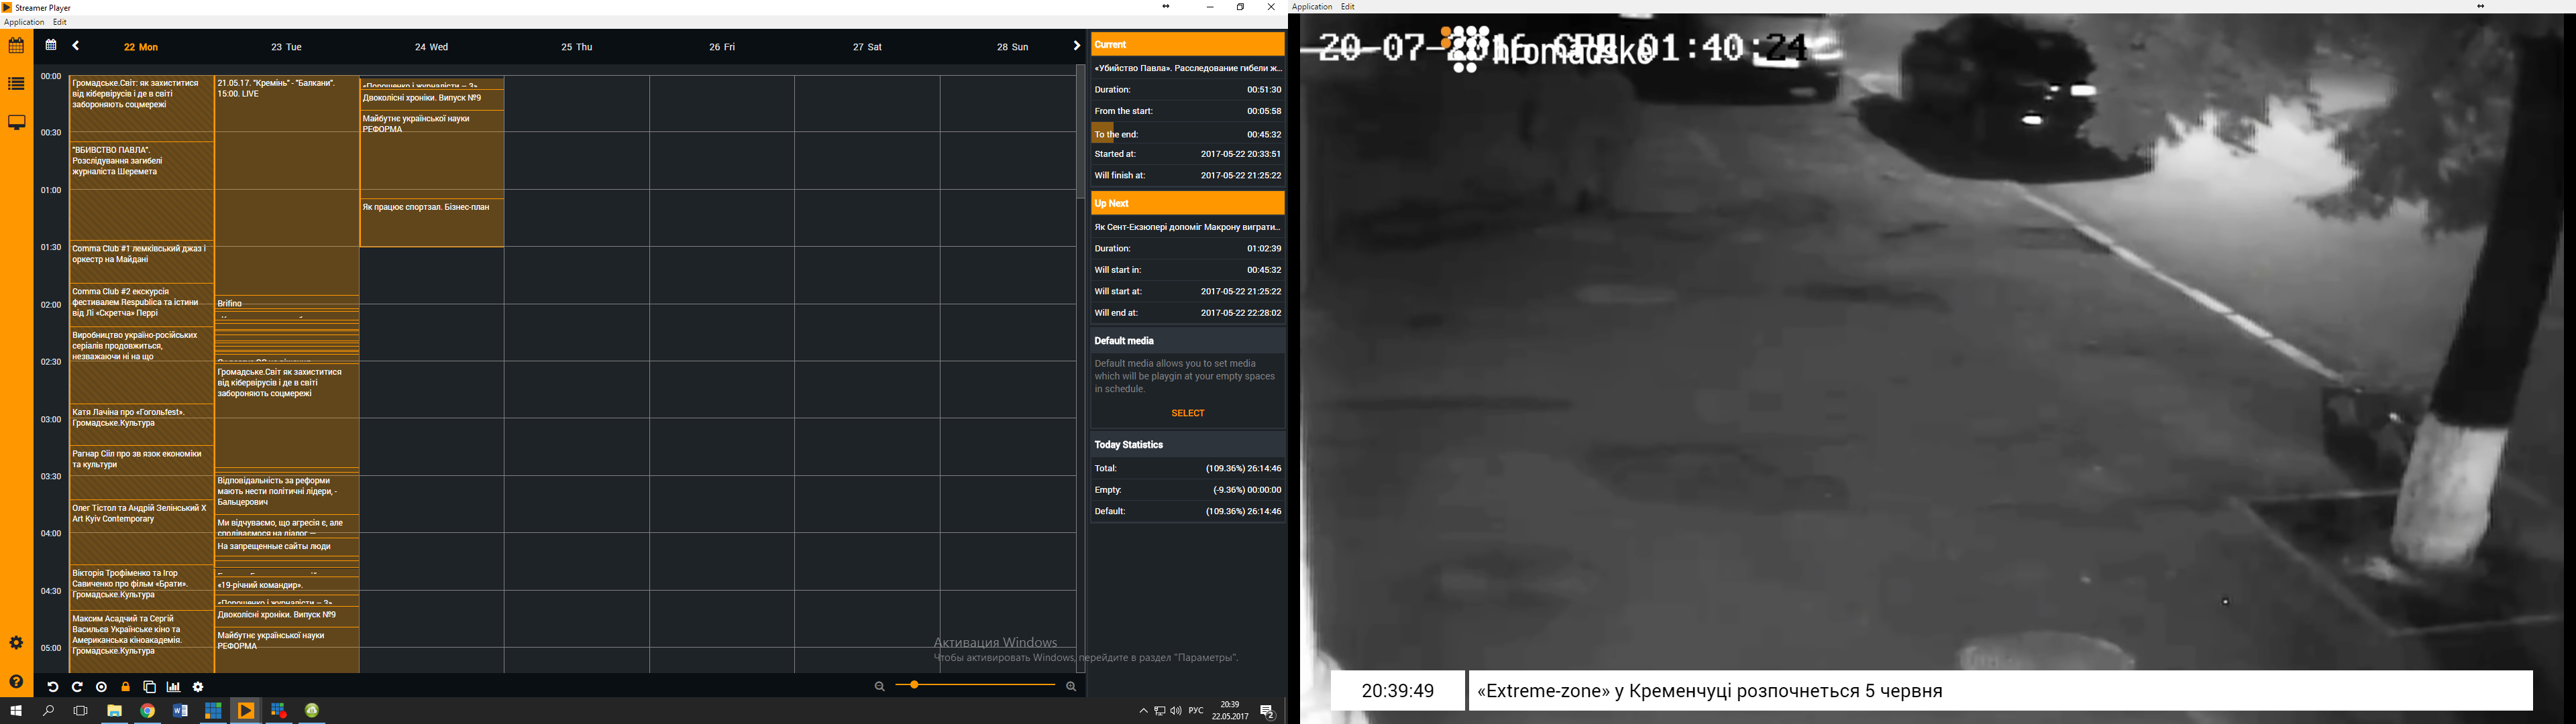 Streamer Player
Application Edit
22 Mon
23 Tue
24 Wed
25 Thu
26 Fri
27 Sat
28 Sun
00:00
00:30
01:00
01:30
02:00
02:30
03:00
03:30
04:00
04:30
05:00
Громадське.Світ: як захиститися
від кібервірусів і де в світі
забороняють соцмережі
"ВБИВСТВО ПАВЛА".
Розслідування загибелі
журналіста Шеремета
Comma Club #1 лемківський джаз і
оркестр на Майдані
Comma Club #2 екскурсія
фестивалем Respublica та істини
від Лі «Скретча» Перрі
Виробництво україно-російських
серіалів продовжиться,
незважаючи ні на що
Катя Лачіна про «Гогольfest».
Громадське.Культура
Рагнар Сііл про зв язок економіки
та культури
Олег Тістол та Андрій Зелінський X
Art Kyiv Contemporary
Вікторія Трофіменко та Ігор
Савиченко про фільм «Брати».
Громадське.Культура
Максим Асадчий та Сергій
Васильєв Українське кіно та
Американська кіноакадемія.
Громадське.Культура
21.05.17. "Кремінь" - "Балкани".
15:00. LIVE
Brifing
Громадське.Світ як захиститися
від кібервірусів і де в світі
забороняють соцмережі
Відповідальність за реформи
мають нести політичні лідери, -
Бальцерович
Ми відчуваємо, що агресія є, але
сподіваємося на діалог —
На запрещенные сайты люди
«19-річний командир».
«Порошенко і журналісти – 3»
Двоколісні хроніки. Випуск №9
Майбутнє української науки
РЕФОРМА
«Порошенко і журналісти – 3»
Двоколісні хроніки. Випуск №9
Майбутнє української науки
РЕФОРМА
Як працює спортзал. Бізнес-план
Current
«Убийство Павла». Расследование гибели ж...
Duration: 00:51:30
From the start: 00:05:58
To the end: 00:45:32
Started at: 2017-05-22 20:33:51
Will finish at: 2017-05-22 21:25:22
Up Next
Як Сент-Екзюпері допоміг Макрону виграти...
Duration: 01:02:39
Will start in: 00:45:32
Will start at: 2017-05-22 21:25:22
Will end at: 2017-05-22 22:28:02
Default media
Default media allows you to set media
which will be playgin at your empty spaces
in schedule.
SELECT
Today Statistics
Total: (109.36%) 26:14:46
Empty: (-9.36%) 00:00:00
Default: (109.36%) 26:14:46
Активация Windows
Чтобы активировать Windows, перейдите в раздел "Параметры".
РУС
20:39
22.05.2017
2
Application Edit
20-07-2016 01:40:24
hromadske
20:39:49
«Extreme-zone» у Кременчуці розпочнеться 5 червня